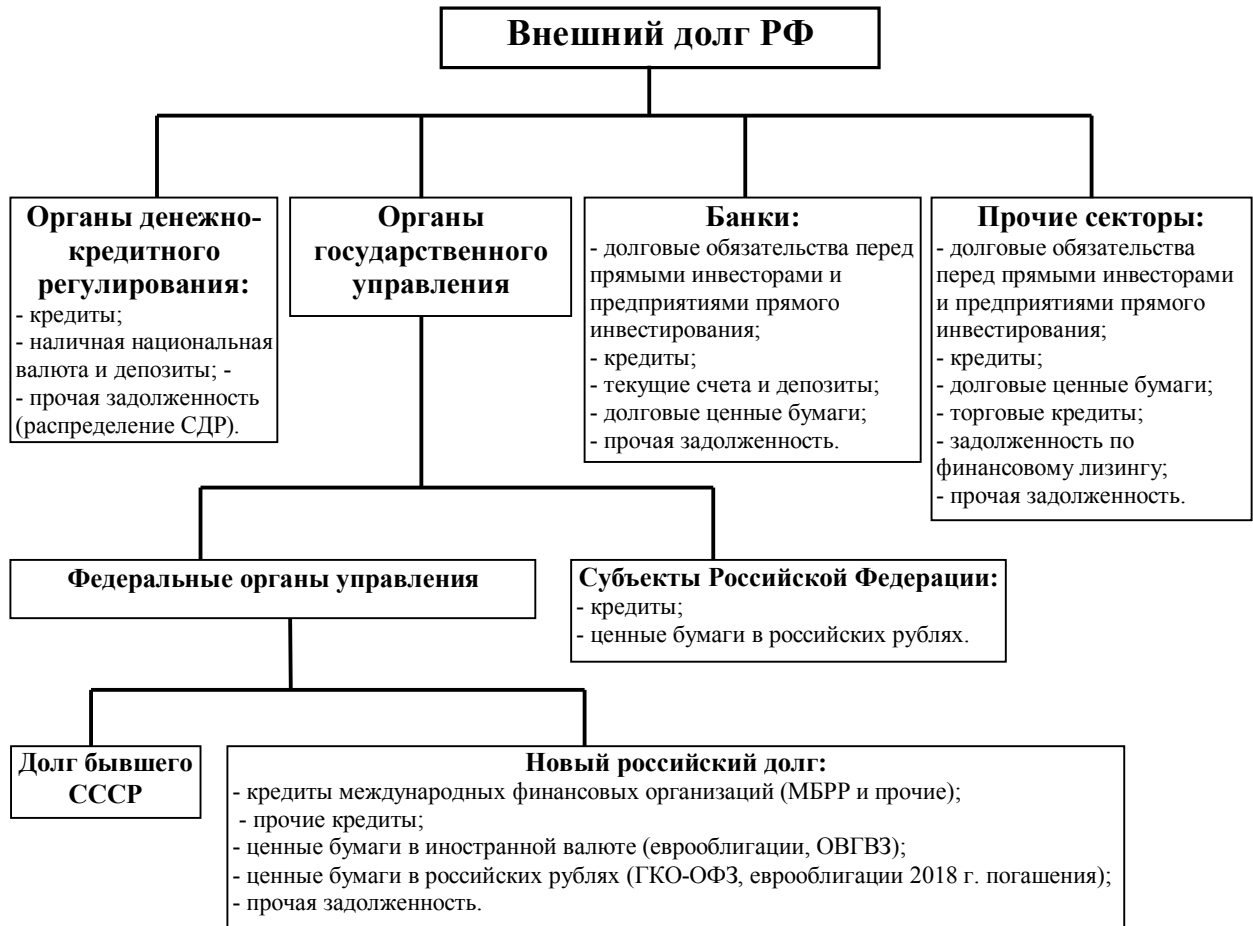 Внешний долг РФ
Органы денежно-
кредитного
регулирования:
- кредиты;
- наличная национальная
валюта и депозиты; -
- прочая задолженность
(распределение СДР).
Органы
государственного
управления
Банки:
- долговые обязательства перед
прямыми инвесторами и
предприятиями прямого
инвестирования;
- кредиты;
- текущие счета и депозиты;
- долговые ценные бумаги;
- прочая задолженность.
Прочие секторы:
- долговые обязательства
перед прямыми инвесторами
и предприятиями прямого
инвестирования;
- кредиты;
- долговые ценные бумаги;
- торговые кредиты;
- задолженность по
финансовому лизингу;
- прочая задолженность.
Федеральные органы управления
Субъекты Российской Федерации:
- кредиты;
- ценные бумаги в российских рублях.
Долг бывшего
СССР
Новый российский долг:
- кредиты международных финансовых организаций (МБРР и прочие);
- прочие кредиты;
- ценные бумаги в иностранной валюте (еврооблигации, ОВГВЗ);
- ценные бумаги в российских рублях (ГКО-ОФЗ, еврооблигации 2018 г. погашения);
- прочая задолженность.